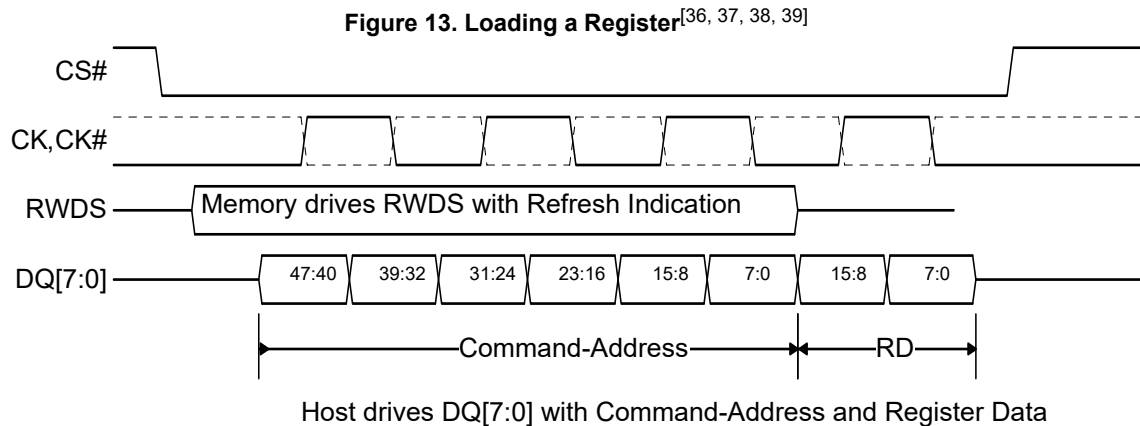 Figure 13. Loading a Register[36, 37, 38, 39]
CS#
CK,CK#
RWDS Memory drives RWDS with Refresh Indication
DQ[7:0] 47:40 39:32 31:24 23:16 15:8 7:0 15:8 7:0
Command-Address RD
Host drives DQ[7:0] with Command-Address and Register Data